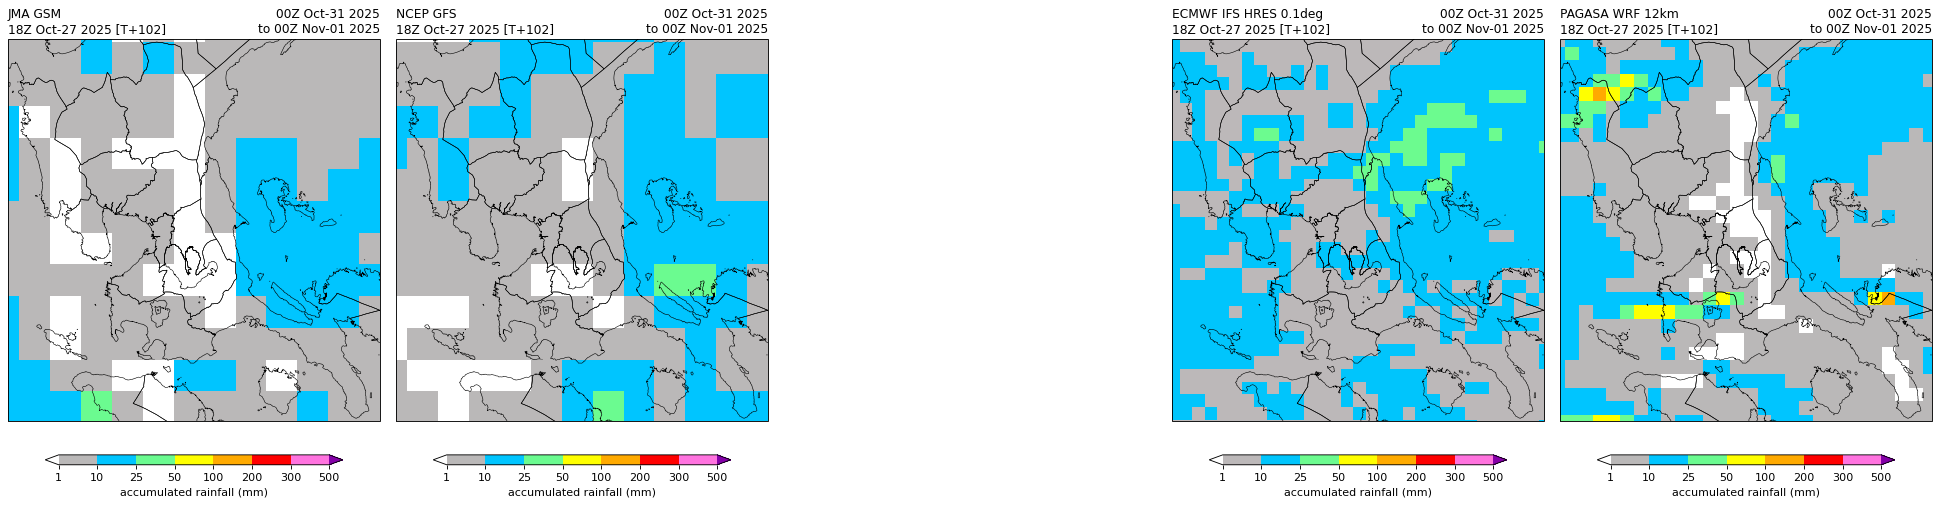 JMA GSM 00Z Oct-31 2025
18Z Oct-27 2025 [T+102] to 00Z Nov-01 2025
1 10 25 50 100 200 300 500
accumulated rainfall (mm)
NCEP GFS 00Z Oct-31 2025
18Z Oct-27 2025 [T+102] to 00Z Nov-01 2025
1 10 25 50 100 200 300 500
accumulated rainfall (mm)
ECMWF IFS HRES 0.1deg 00Z Oct-31 2025
18Z Oct-27 2025 [T+102] to 00Z Nov-01 2025
1 10 25 50 100 200 300 500
accumulated rainfall (mm)
PAGASA WRF 12km 00Z Oct-31 2025
18Z Oct-27 2025 [T+102] to 00Z Nov-01 2025
1 10 25 50 100 200 300 500
accumulated rainfall (mm)